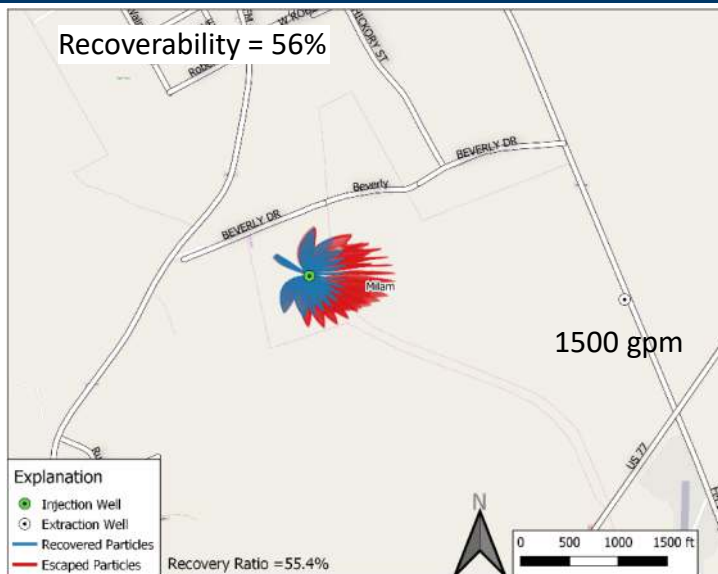 Recoverability = 56%
W ROB
HICKORY ST
BEVERLY DR
Beverly
BEVERLY DR
Milam
1500 gpm
US 77
Explanation
Injection Well
Extraction Well
Recovered Particles
Escaped Particles
Recovery Ratio =55.4%
N
0 500 1000 1500 ft